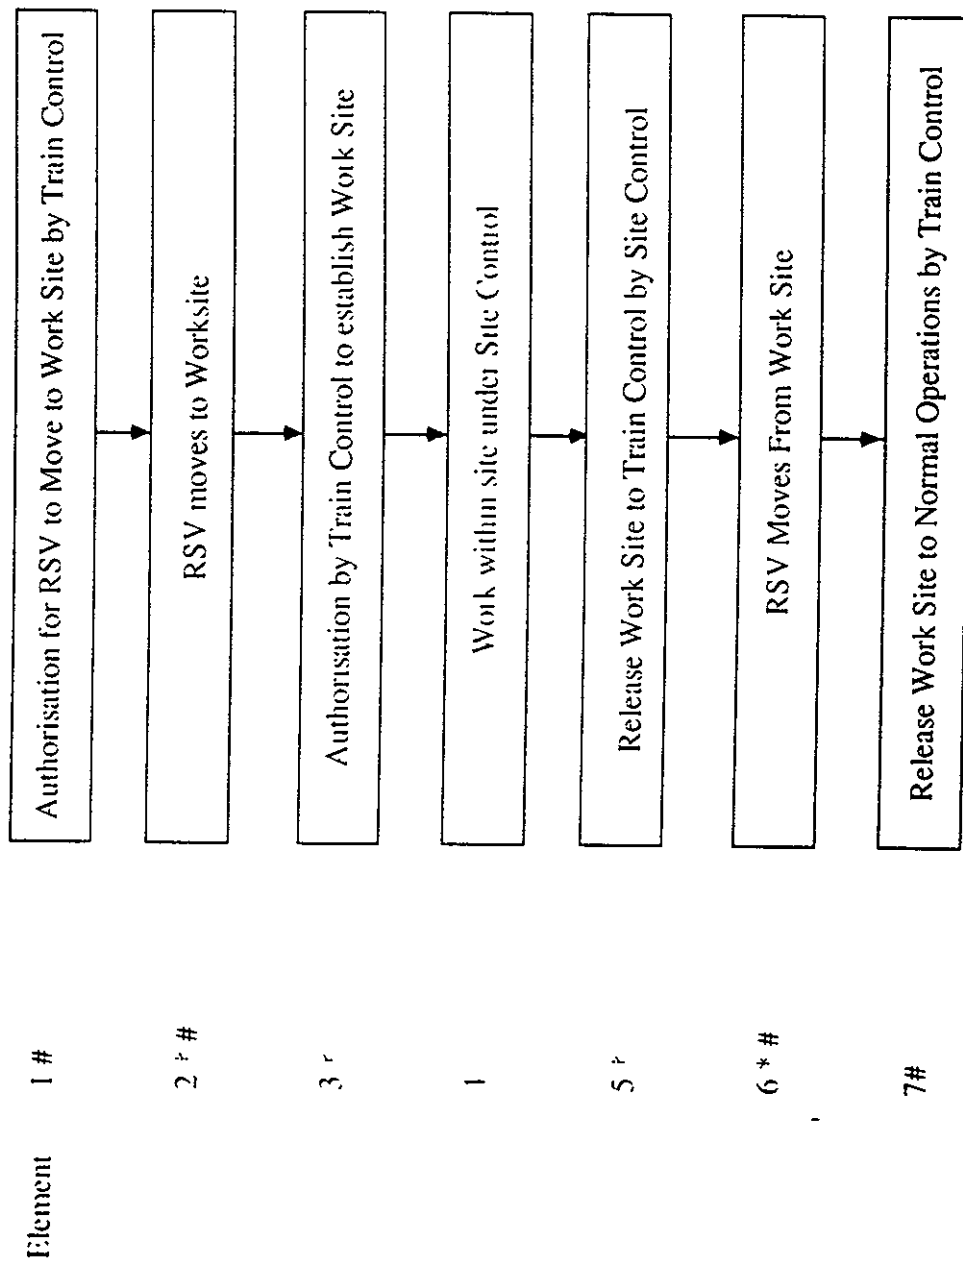 Element 1 # Authorisation for RSV to Move to Work Site by Train Control
2 * # RSV moves to Worksite
3 * Authorisation by Train Control to establish Work Site
Work within site under Site Control
5 * Release Work Site to Train Control by Site Control
6 * # RSV Moves From Work Site
7# Release Work Site to Normal Operations by Train Control